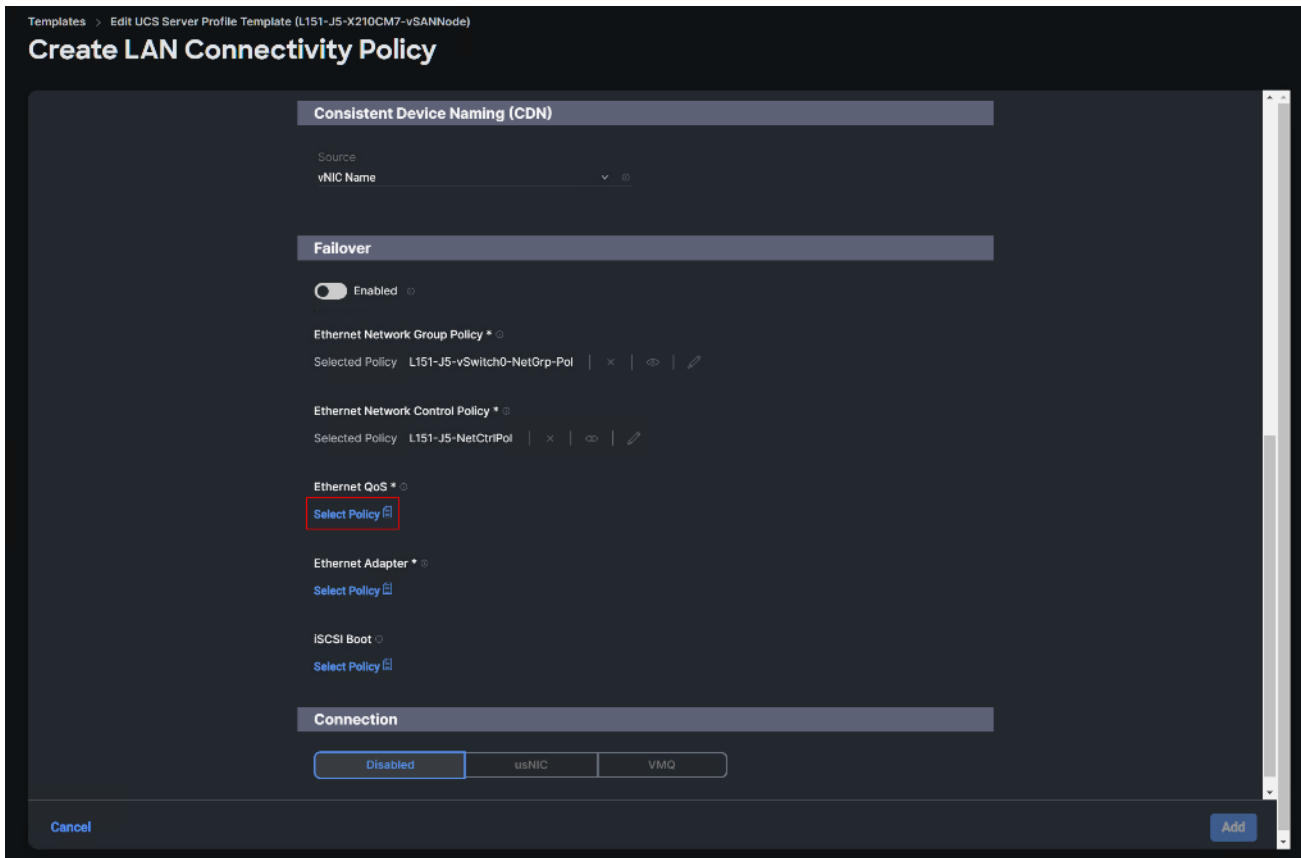 Templates > Edit UCS Server Profile Template (L151-J5-X210CM7-vSANNode)
Create LAN Connectivity Policy
Consistent Device Naming (CDN)
Source
vNIC Name
Failover
Enabled
Ethernet Network Group Policy *
Selected Policy L151-J5-vSwitch0-NetGrp-Pol
Ethernet Network Control Policy *
Selected Policy L151-J5-NetCtrlPol
Ethernet QoS *
Select Policy
Ethernet Adapter *
Select Policy
iSCSI Boot
Select Policy
Connection
Disabled usNIC VMQ
Cancel Add